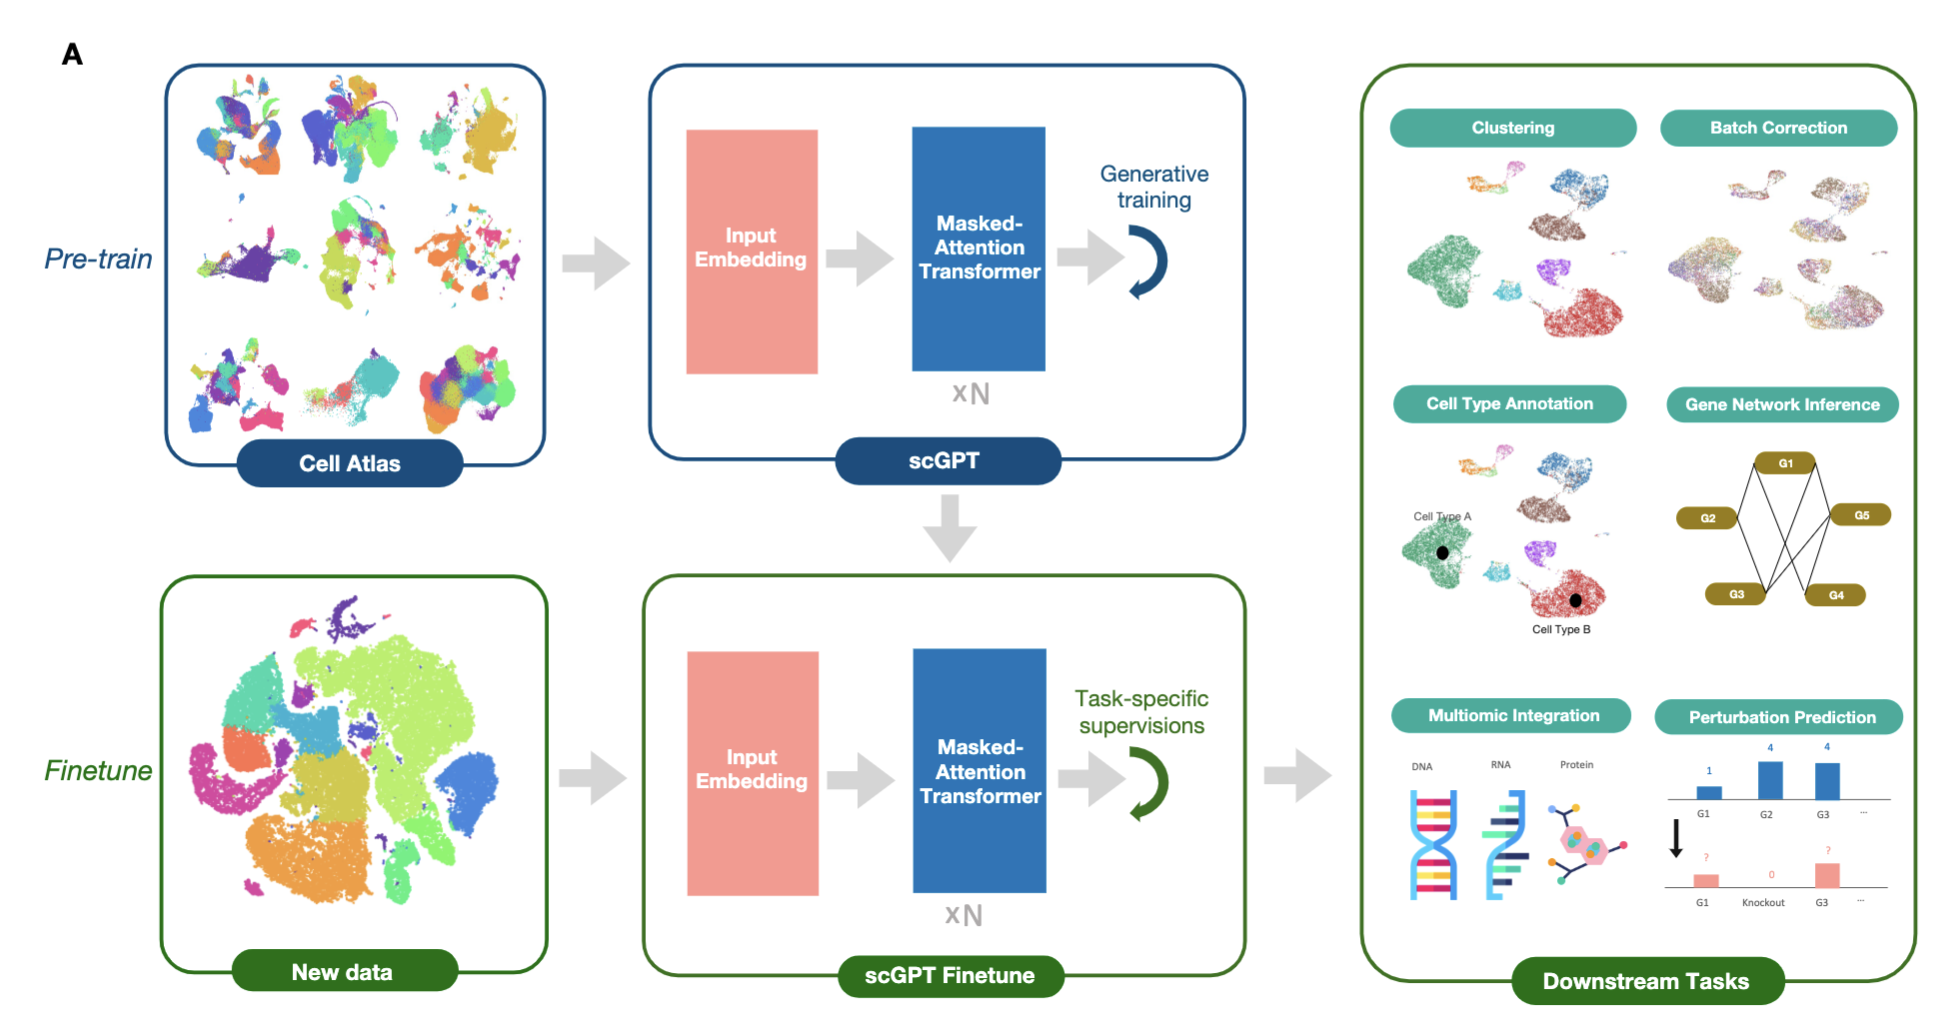 A
Pre-train
Cell Atlas
Input
Embedding
Masked-
Attention
Transformer
xN
Generative
training
scGPT
Finetune
New data
Input
Embedding
Masked-
Attention
Transformer
xN
Task-specific
supervisions
scGPT Finetune
Clustering
Batch Correction
Cell Type Annotation
Cell Type A
Cell Type B
Gene Network Inference
G1
G2
G5
G3
G4
Multiomic Integration
DNA
RNA
Protein
Perturbation Prediction
1
4
4
G1
G2
G3
...
?
0
?
G1
Knockout
G3
...
Downstream Tasks